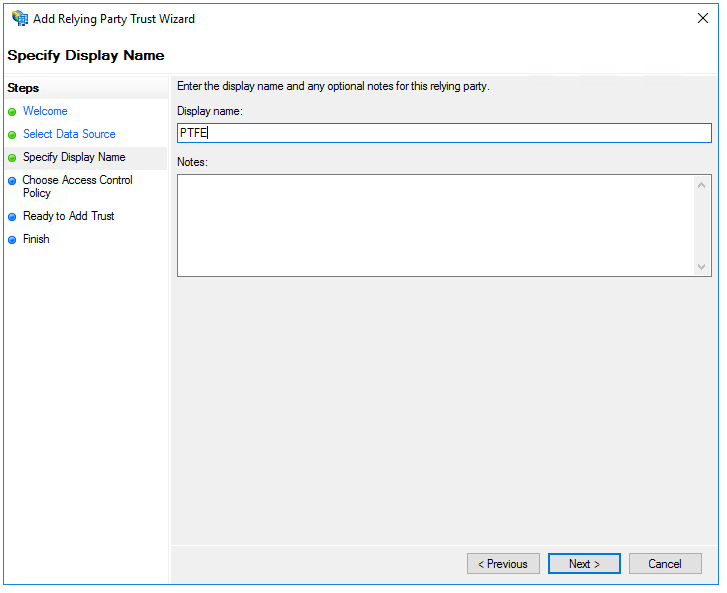 Add Relying Party Trust Wizard
Specify Display Name
Steps
Welcome
Select Data Source
Specify Display Name
Choose Access Control
Policy
Ready to Add Trust
Finish
Enter the display name and any optional notes for this relying party.
Display name:
PTFE
Notes:
< Previous
Next >
Cancel